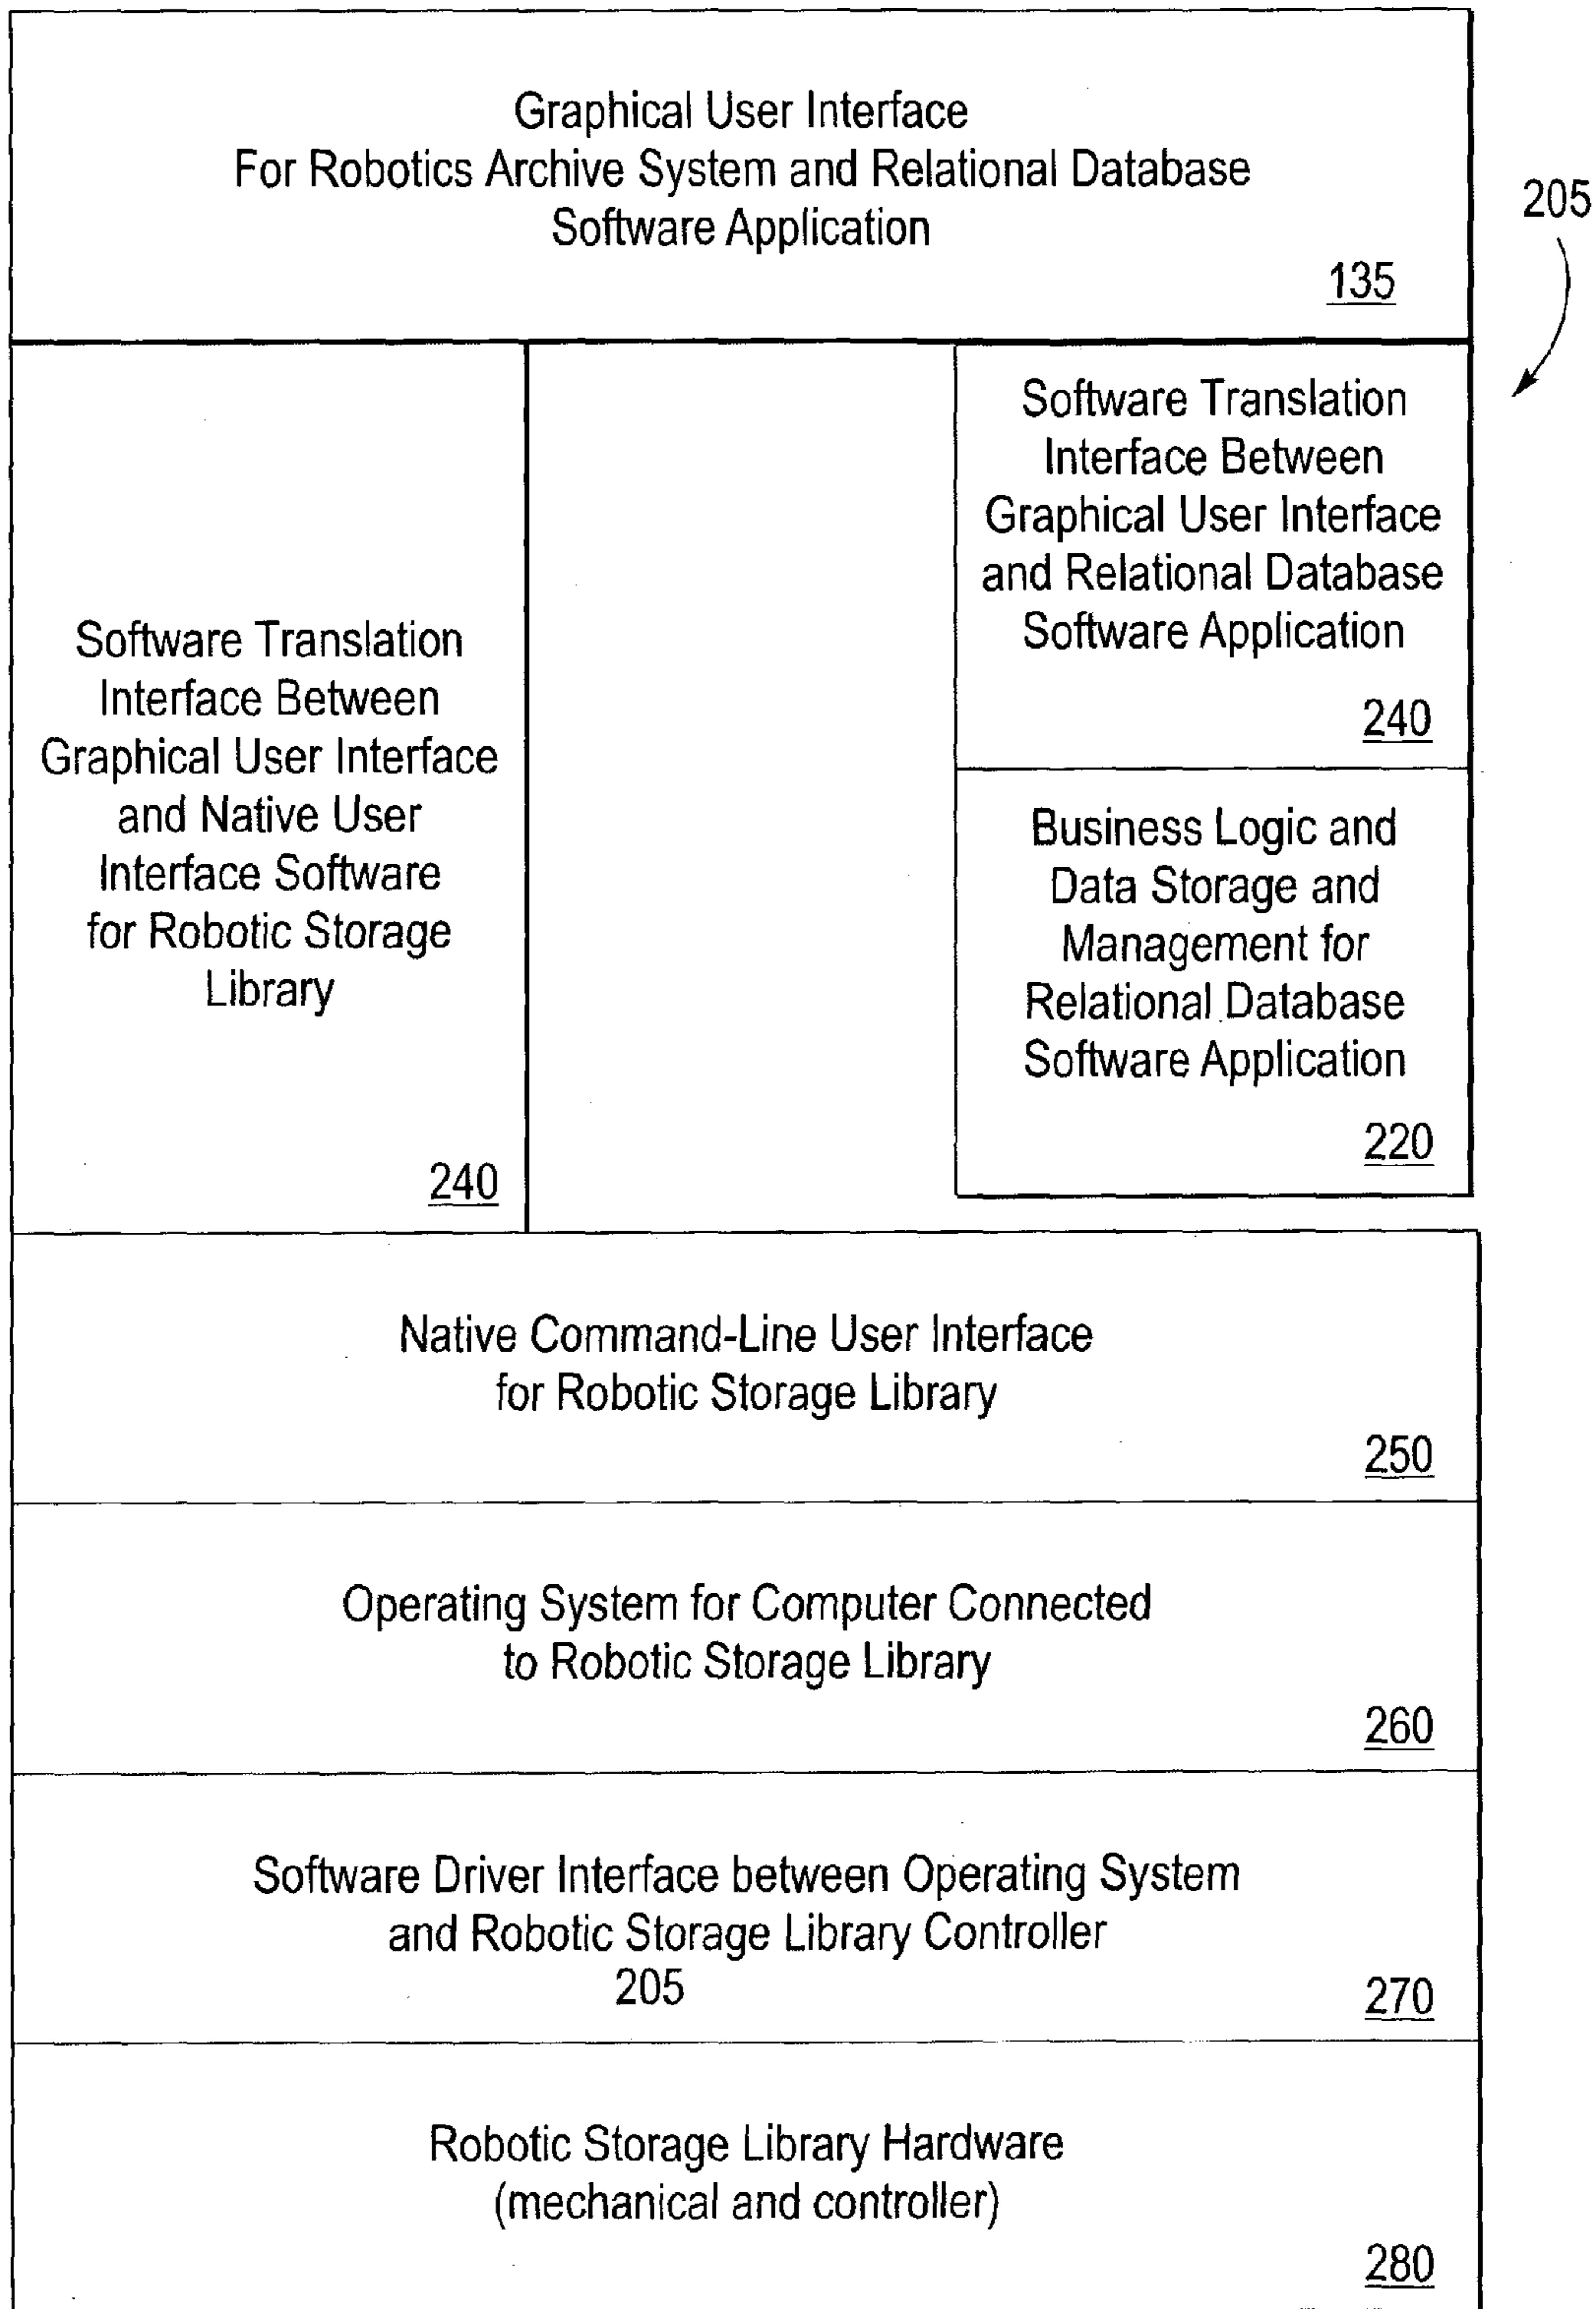 Graphical User Interface
For Robotics Archive System and Relational Database
Software Application
135
205
Software Translation
Interface Between
Graphical User Interface
and Native User
Interface Software
for Robotic Storage
Library
240
Software Translation
Interface Between
Graphical User Interface
and Relational Database
Software Application
240
Business Logic and
Data Storage and
Management for
Relational Database
Software Application
220
Native Command-Line User Interface
for Robotic Storage Library
250
Operating System for Computer Connected
to Robotic Storage Library
260
Software Driver Interface between Operating System
and Robotic Storage Library Controller
205
270
Robotic Storage Library Hardware
(mechanical and controller)
280